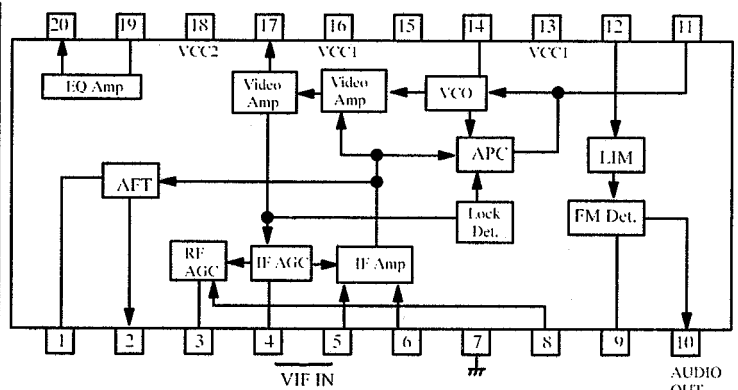 20 19 18 17 16 15 14 13 12 11
VCC2 VCC1 VCC1
EQ Amp
Video Amp
Video Amp
VCO
APC
LIM
AFT
Lock Det.
FM Det.
RF AGC
IF AGC
IF Amp
1 2 3 4 5 6 7 8 9 10
VIF IN
AUDIO
OUT